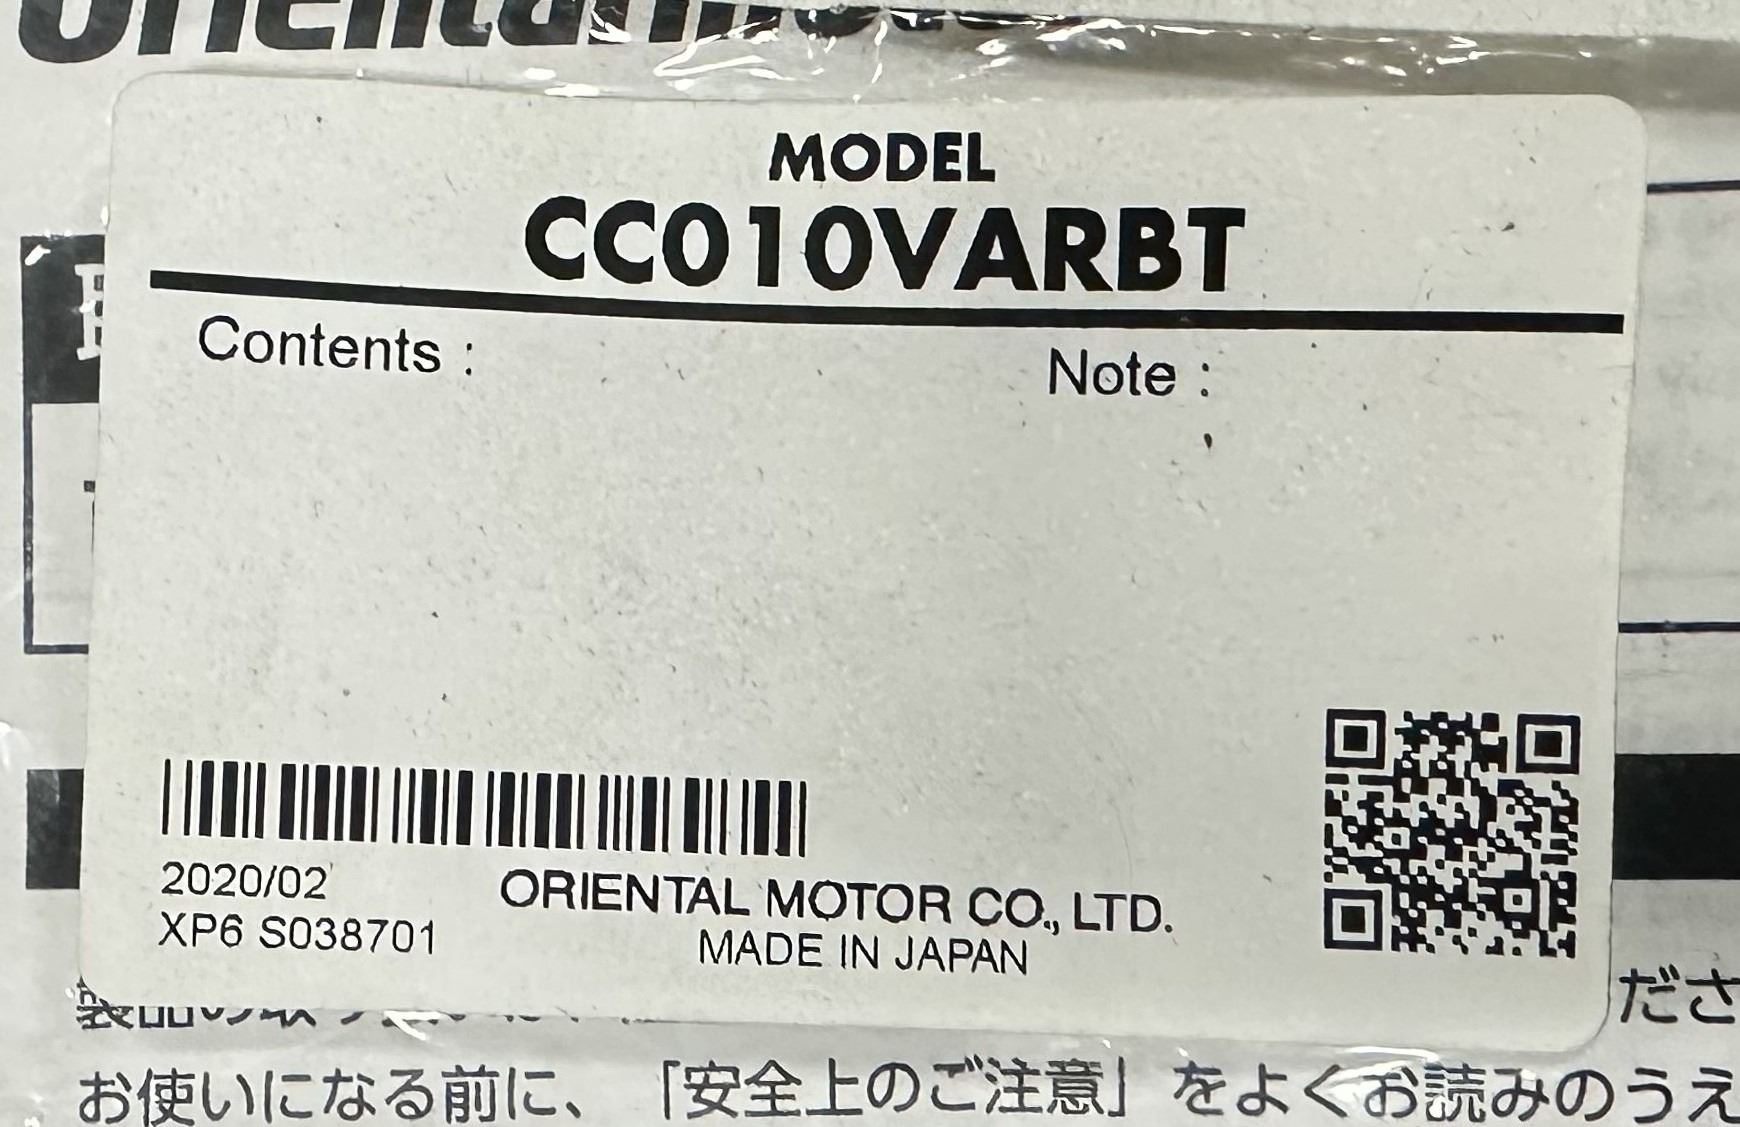 MODEL
CC010VARBT
Contents :
Note :
2020/02
XP6 S038701
ORIENTAL MOTOR CO., LTD.
MADE IN JAPAN
ださ
お使いになる前に、「安全上のご注意」をよくお読みのうえ